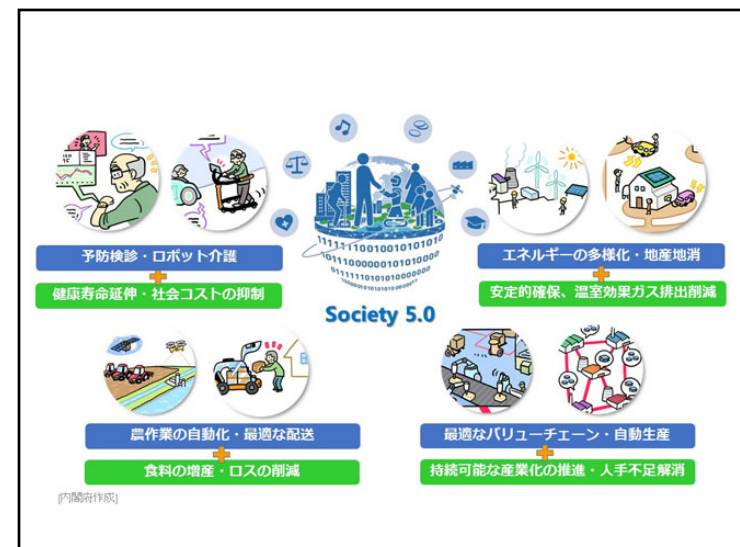 予防検診・ロボット介護
健康寿命延伸・社会コストの抑制
エネルギーの多様化・地産地消
安定的確保、温室効果ガス排出削減
Society 5.0
農作業の自動化・最適な配送
食料の増産・ロスの削減
最適なバリューチェーン・自動生産
持続可能な産業化の推進・人手不足解消
[内閣府作成]